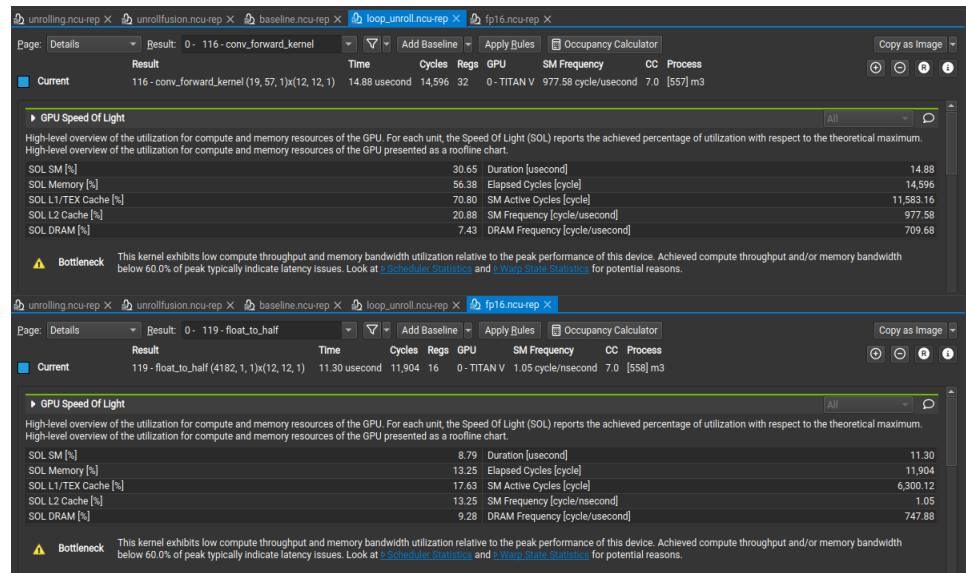 unrolling.ncu-rep X unrollfusion.ncu-rep X baseline.ncu-rep X loop_unroll.ncu-rep X fp16.ncu-rep X
Page: Details Result: 0 - 116 - conv_forward_kernel Add Baseline Apply Rules Occupancy Calculator Copy as Image
Result Time Cycles Regs GPU SM Frequency CC Process
Current 116 - conv_forward_kernel (19, 57, 1)x(12, 12, 1) 14.88 usecond 14,596 32 0 - TITAN V 977.58 cycle/usecond 7.0 [557] m3
GPU Speed Of Light All
High-level overview of the utilization for compute and memory resources of the GPU. For each unit, the Speed Of Light (SOL) reports the achieved percentage of utilization with respect to the theoretical maximum.
High-level overview of the utilization for compute and memory resources of the GPU presented as a roofline chart.
SOL SM [%] 30.65 Duration [usecond] 14.88
SOL Memory [%] 56.38 Elapsed Cycles [cycle] 14,596
SOL L1/TEX Cache [%] 70.80 SM Active Cycles [cycle] 11,583.16
SOL L2 Cache [%] 20.88 SM Frequency [cycle/usecond] 977.58
SOL DRAM [%] 7.43 DRAM Frequency [cycle/usecond] 709.68
Bottleneck This kernel exhibits low compute throughput and memory bandwidth utilization relative to the peak performance of this device. Achieved compute throughput and/or memory bandwidth
below 60.0% of peak typically indicate latency issues. Look at Scheduler Statistics and Warp State Statistics for potential reasons.
unrolling.ncu-rep X unrollfusion.ncu-rep X baseline.ncu-rep X loop_unroll.ncu-rep X fp16.ncu-rep X
Page: Details Result: 0 - 119 - float_to_half Add Baseline Apply Rules Occupancy Calculator Copy as Image
Result Time Cycles Regs GPU SM Frequency CC Process
Current 119 - float_to_half (4182, 1, 1)x(12, 12, 1) 11.30 usecond 11,904 16 0 - TITAN V 1.05 cycle/nsecond 7.0 [558] m3
GPU Speed Of Light All
High-level overview of the utilization for compute and memory resources of the GPU. For each unit, the Speed Of Light (SOL) reports the achieved percentage of utilization with respect to the theoretical maximum.
High-level overview of the utilization for compute and memory resources of the GPU presented as a roofline chart.
SOL SM [%] 8.79 Duration [usecond] 11.30
SOL Memory [%] 13.25 Elapsed Cycles [cycle] 11,904
SOL L1/TEX Cache [%] 17.63 SM Active Cycles [cycle] 6,300.12
SOL L2 Cache [%] 13.25 SM Frequency [cycle/nsecond] 1.05
SOL DRAM [%] 9.28 DRAM Frequency [cycle/usecond] 747.88
Bottleneck This kernel exhibits low compute throughput and memory bandwidth utilization relative to the peak performance of this device. Achieved compute throughput and/or memory bandwidth
below 60.0% of peak typically indicate latency issues. Look at Scheduler Statistics and Warp State Statistics for potential reasons.